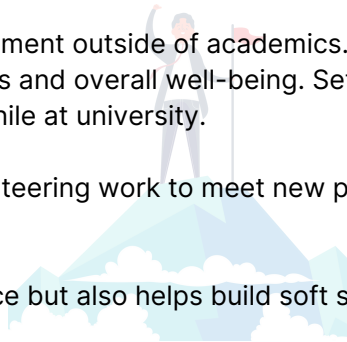 ment outside of academics.
s and overall well-being. Se
hile at university.
teering work to meet new p
ce but also helps build soft s